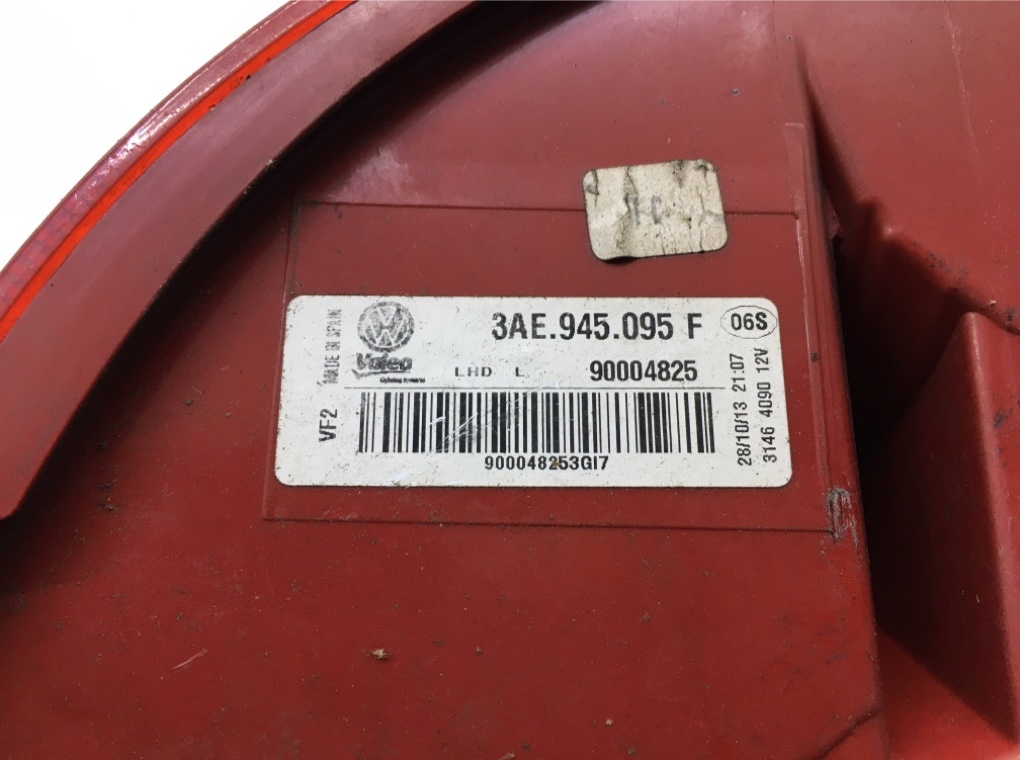 MADE IN SPAIN
3AE.945.095 F
06S
Valeo
LHD L
90004825
VF2
900048253GI7
28/10/13 21:07
3146 4090 12V